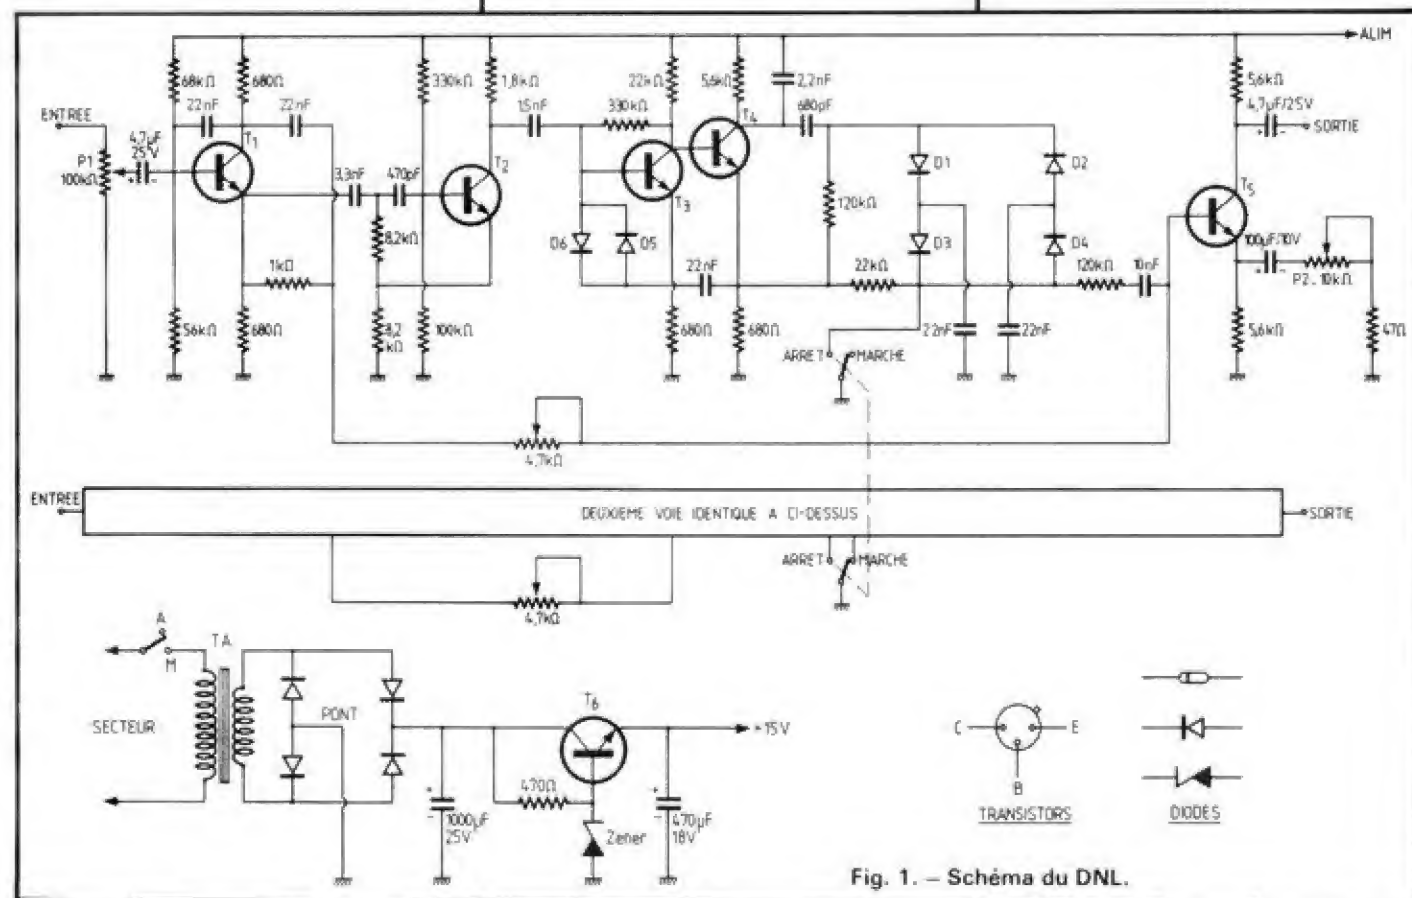 ALIM
68kΩ
680Ω
330kΩ
1,8kΩ
22kΩ
5,6kΩ
2,2nF
5,6kΩ
22nF
22nF
1,5nF
330kΩ
680pF
4,7µF/25V
ENTREE
SORTIE
P1
100kΩ
4,7µF
25V
T1
T2
T3
T4
T5
3,3nF
470pF
D1
D2
120kΩ
8,2kΩ
D6
D5
D3
D4
100µF/10V
1kΩ
22nF
22kΩ
120kΩ
10nF
P2.10kΩ
56kΩ
680Ω
8,2
kΩ
100kΩ
680Ω
680Ω
22nF
22nF
5,6kΩ
47Ω
ARRET
MARCHE
4,7kΩ
ENTREE
DEUXIEME VOIE IDENTIQUE A CI-DESSUS
SORTIE
ARRET
MARCHE
4,7kΩ
A
TA
M
SECTEUR
PONT
T6
+15V
470Ω
1000µF
25V
Zener
470µF
18V
C
E
B
TRANSISTORS
DIODES
Fig. 1. – Schéma du DNL.